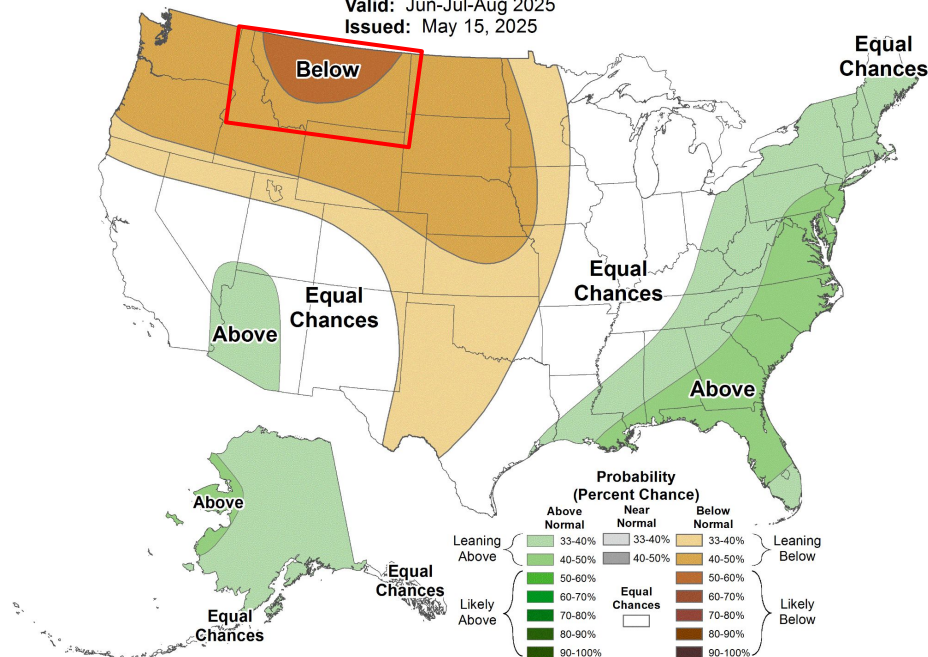 Valid: Jun-Jul-Aug 2025
Issued: May 15, 2025
Equal
Chances
Below
Equal
Chances
Equal
Chances
Above
Above
Above
Equal
Chances
Equal
Chances
Probability
(Percent Chance)
Above
Normal
Near
Normal
Below
Normal
Leaning
Above
33-40%
40-50%
33-40%
40-50%
33-40%
40-50%
Leaning
Below
Likely
Above
50-60%
60-70%
70-80%
80-90%
90-100%
Equal
Chances
50-60%
60-70%
70-80%
80-90%
90-100%
Likely
Below